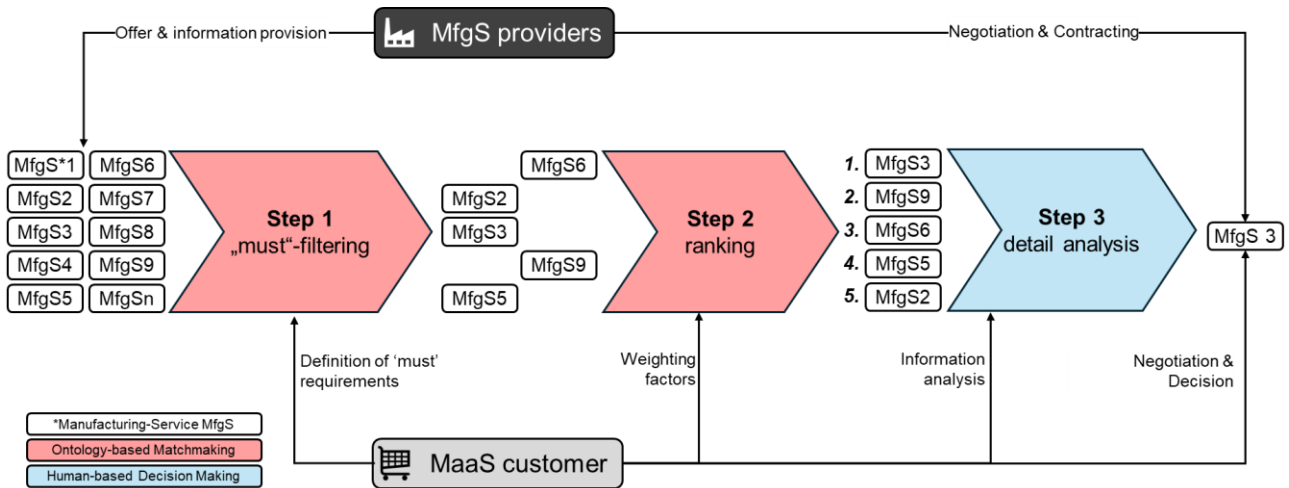 Offer & information provision
MfgS providers
Negotiation & Contracting
MfgS*1
MfgS6
MfgS2
MfgS7
MfgS3
MfgS8
MfgS4
MfgS9
MfgS5
MfgSn
Step 1
„must“-filtering
MfgS6
MfgS2
MfgS3
MfgS9
MfgS5
Step 2
ranking
1. MfgS3
2. MfgS9
3. MfgS6
4. MfgS5
5. MfgS2
Step 3
detail analysis
MfgS 3
Definition of ‘must’
requirements
Weighting
factors
Information
analysis
Negotiation &
Decision
*Manufacturing-Service MfgS
Ontology-based Matchmaking
Human-based Decision Making
MaaS customer